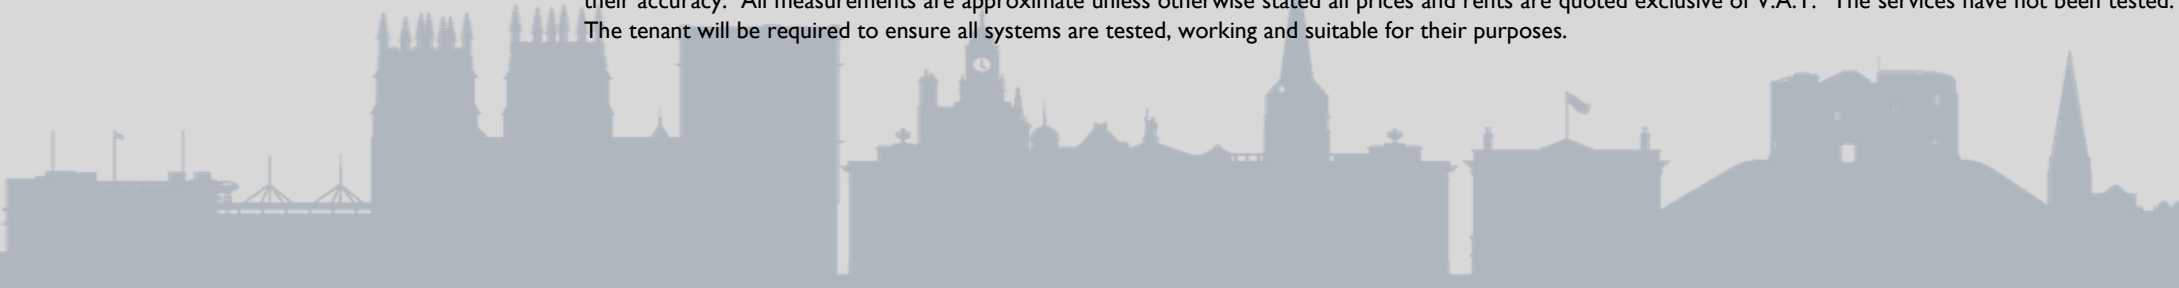 their accuracy. All measurements are approximate unless otherwise stated all prices and rents are quoted exclusive of V.A.T. The services have not been tested.
The tenant will be required to ensure all systems are tested, working and suitable for their purposes.